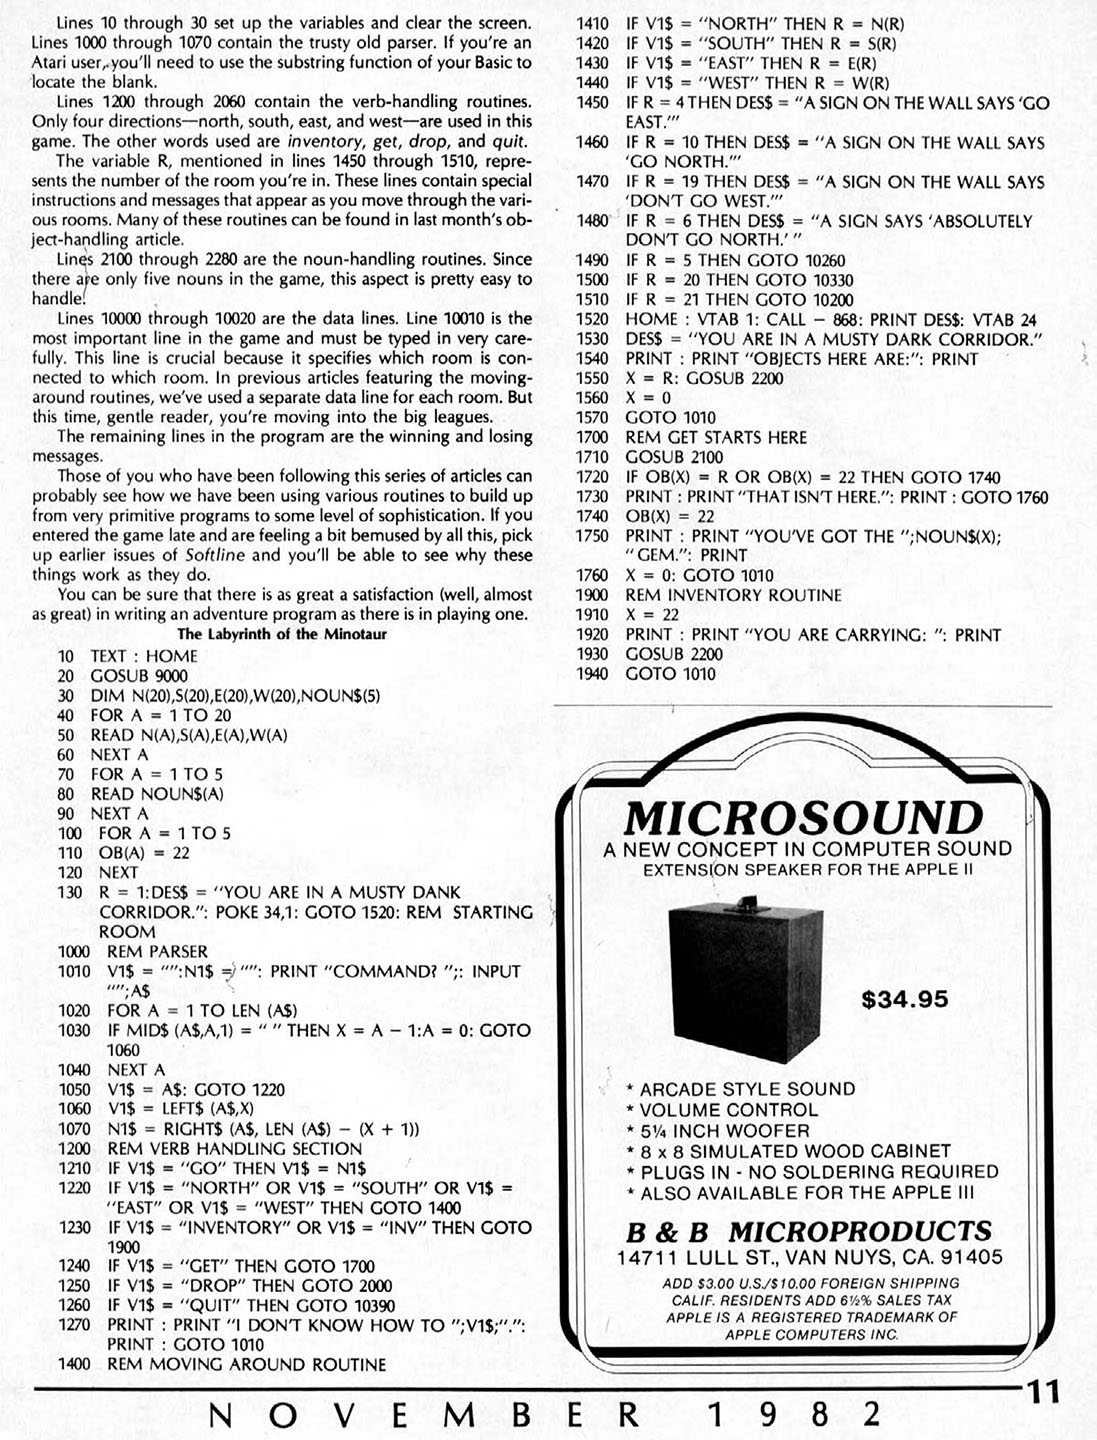 Lines 10 through 30 set up the variables and clear the screen.
Lines 1000 through 1070 contain the trusty old parser. If you're an
Atari user, you'll need to use the substring function of your Basic to
locate the blank.
Lines 1200 through 2060 contain the verb-handling routines.
Only four directions—north, south, east, and west—are used in this
game. The other words used are inventory, get, drop, and quit.
The variable R, mentioned in lines 1450 through 1510, repre-
sents the number of the room you're in. These lines contain special
instructions and messages that appear as you move through the vari-
ous rooms. Many of these routines can be found in last month's ob-
ject-handling article.
Lines 2100 through 2280 are the noun-handling routines. Since
there are only five nouns in the game, this aspect is pretty easy to
handle!
Lines 10000 through 10020 are the data lines. Line 10010 is the
most important line in the game and must be typed in very care-
fully. This line is crucial because it specifies which room is con-
nected to which room. In previous articles featuring the moving-
around routines, we've used a separate data line for each room. But
this time, gentle reader, you're moving into the big leagues.
The remaining lines in the program are the winning and losing
messages.
Those of you who have been following this series of articles can
probably see how we have been using various routines to build up
from very primitive programs to some level of sophistication. If you
entered the game late and are feeling a bit bemused by all this, pick
up earlier issues of Softline and you'll be able to see why these
things work as they do.
You can be sure that there is as great a satisfaction (well, almost
as great) in writing an adventure program as there is in playing one.
The Labyrinth of the Minotaur
10 TEXT : HOME
20 GOSUB 9000
30 DIM N(20),S(20),E(20),W(20),NOUN$(5)
40 FOR A = 1 TO 20
50 READ N(A),S(A),E(A),W(A)
60 NEXT A
70 FOR A = 1 TO 5
80 READ NOUN$(A)
90 NEXT A
100 FOR A = 1 TO 5
110 OB(A) = 22
120 NEXT
130 R = 1:DES$ = "YOU ARE IN A MUSTY DANK
CORRIDOR.": POKE 34,1: GOTO 1520: REM STARTING
ROOM
1000 REM PARSER
1010 V1$ = "":N1$ = "": PRINT "COMMAND? ";: INPUT
"";A$
1020 FOR A = 1 TO LEN (A$)
1030 IF MID$ (A$,A,1) = " " THEN X = A - 1:A = 0: GOTO
1060
1040 NEXT A
1050 V1$ = A$: GOTO 1220
1060 V1$ = LEFT$ (A$,X)
1070 N1$ = RIGHT$ (A$, LEN (A$) - (X + 1))
1200 REM VERB HANDLING SECTION
1210 IF V1$ = "GO" THEN V1$ = N1$
1220 IF V1$ = "NORTH" OR V1$ = "SOUTH" OR V1$ =
"EAST" OR V1$ = "WEST" THEN GOTO 1400
1230 IF V1$ = "INVENTORY" OR V1$ = "INV" THEN GOTO
1900
1240 IF V1$ = "GET" THEN GOTO 1700
1250 IF V1$ = "DROP" THEN GOTO 2000
1260 IF V1$ = "QUIT" THEN GOTO 10390
1270 PRINT : PRINT "I DON'T KNOW HOW TO ";V1$;".":
PRINT : GOTO 1010
1400 REM MOVING AROUND ROUTINE
1410 IF V1$ = "NORTH" THEN R = N(R)
1420 IF V1$ = "SOUTH" THEN R = S(R)
1430 IF V1$ = "EAST" THEN R = E(R)
1440 IF V1$ = "WEST" THEN R = W(R)
1450 IF R = 4 THEN DES$ = "A SIGN ON THE WALL SAYS 'GO
EAST.'"
1460 IF R = 10 THEN DES$ = "A SIGN ON THE WALL SAYS
'GO NORTH.'"
1470 IF R = 19 THEN DES$ = "A SIGN ON THE WALL SAYS
'DON'T GO WEST.'"
1480 IF R = 6 THEN DES$ = "A SIGN SAYS 'ABSOLUTELY
DON'T GO NORTH.' "
1490 IF R = 5 THEN GOTO 10260
1500 IF R = 20 THEN GOTO 10330
1510 IF R = 21 THEN GOTO 10200
1520 HOME : VTAB 1: CALL - 868: PRINT DES$: VTAB 24
1530 DES$ = "YOU ARE IN A MUSTY DARK CORRIDOR."
1540 PRINT : PRINT "OBJECTS HERE ARE:": PRINT
1550 X = R: GOSUB 2200
1560 X = 0
1570 GOTO 1010
1700 REM GET STARTS HERE
1710 GOSUB 2100
1720 IF OB(X) = R OR OB(X) = 22 THEN GOTO 1740
1730 PRINT : PRINT "THAT ISN'T HERE.": PRINT : GOTO 1760
1740 OB(X) = 22
1750 PRINT : PRINT "YOU'VE GOT THE ";NOUN$(X);
" GEM.": PRINT
1760 X = 0: GOTO 1010
1900 REM INVENTORY ROUTINE
1910 X = 22
1920 PRINT : PRINT "YOU ARE CARRYING: ": PRINT
1930 GOSUB 2200
1940 GOTO 1010
MICROSOUND
A NEW CONCEPT IN COMPUTER SOUND
EXTENSION SPEAKER FOR THE APPLE II
$34.95
* ARCADE STYLE SOUND
* VOLUME CONTROL
* 5¼ INCH WOOFER
* 8 x 8 SIMULATED WOOD CABINET
* PLUGS IN - NO SOLDERING REQUIRED
* ALSO AVAILABLE FOR THE APPLE III
B & B MICROPRODUCTS
14711 LULL ST., VAN NUYS, CA. 91405
ADD $3.00 U.S./$10.00 FOREIGN SHIPPING
CALIF. RESIDENTS ADD 6½% SALES TAX
APPLE IS A REGISTERED TRADEMARK OF
APPLE COMPUTERS INC.
11
NOVEMBER 1982